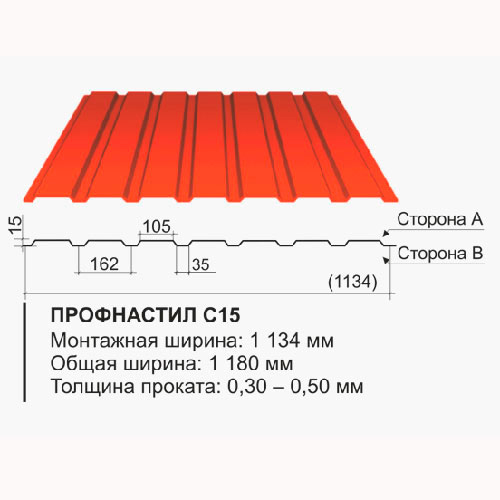 15
105
Сторона А
162
35
Сторона В
(1134)
ПРОФНАСТИЛ С15
Монтажная ширина: 1 134 мм
Общая ширина: 1 180 мм
Толщина проката: 0,30 – 0,50 мм